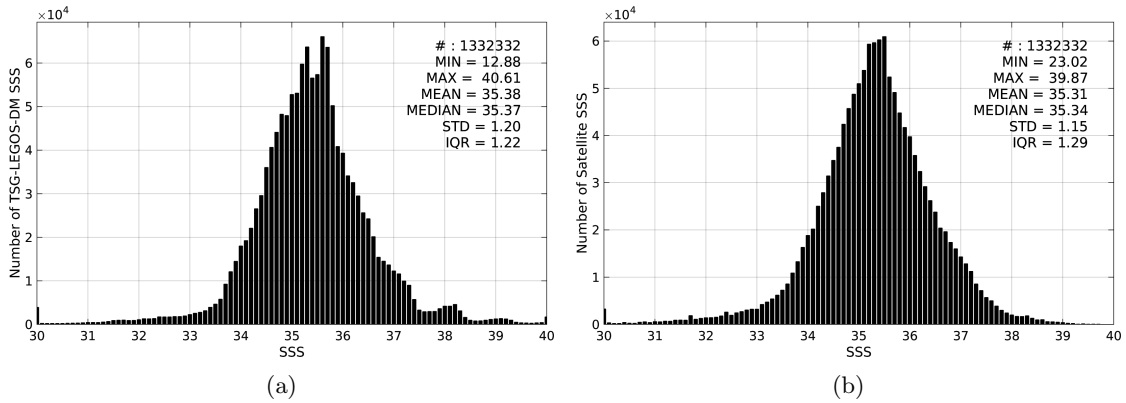 ×10⁴
Number of TSG-LEGOS-DM SSS
# : 1332332
MIN = 12.88
MAX = 40.61
MEAN = 35.38
MEDIAN = 35.37
STD = 1.20
IQR = 1.22
6
5
4
3
2
1
0
30 31 32 33 34 35 36 37 38 39 40
SSS
(a)
×10⁴
Number of Satellite SSS
# : 1332332
MIN = 23.02
MAX = 39.87
MEAN = 35.31
MEDIAN = 35.34
STD = 1.15
IQR = 1.29
6
5
4
3
2
1
0
30 31 32 33 34 35 36 37 38 39 40
SSS
(b)